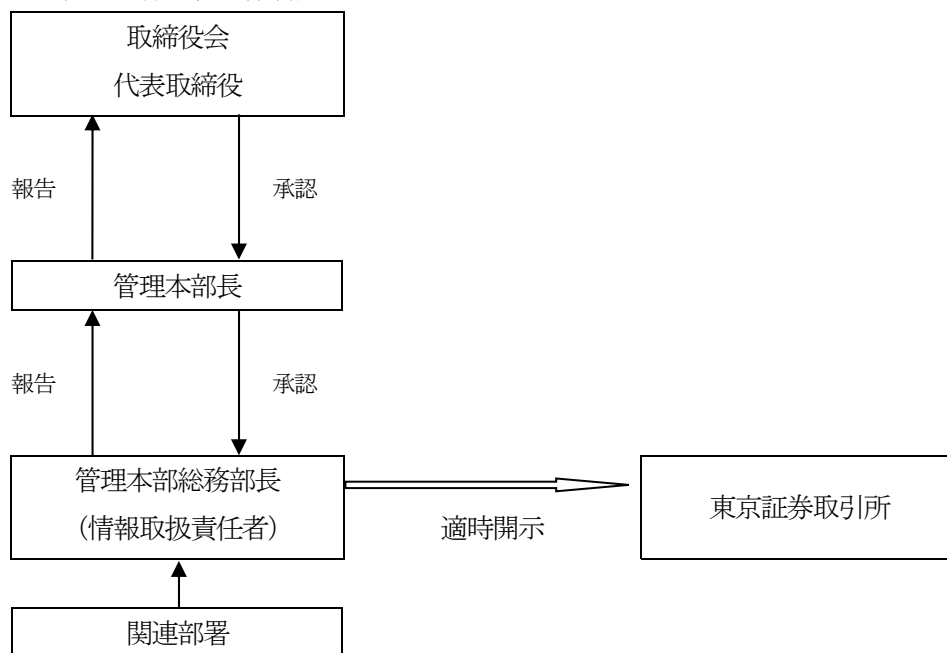 取締役会
代表取締役
報告
承認
管理本部長
報告
承認
管理本部総務部長
（情報取扱責任者）
適時開示
東京証券取引所
関連部署